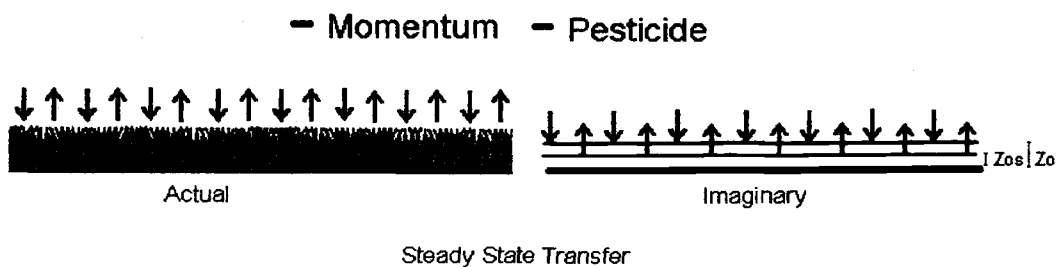 – Momentum – Pesticide
Zos Zo
Actual
Imaginary
Steady State Transfer